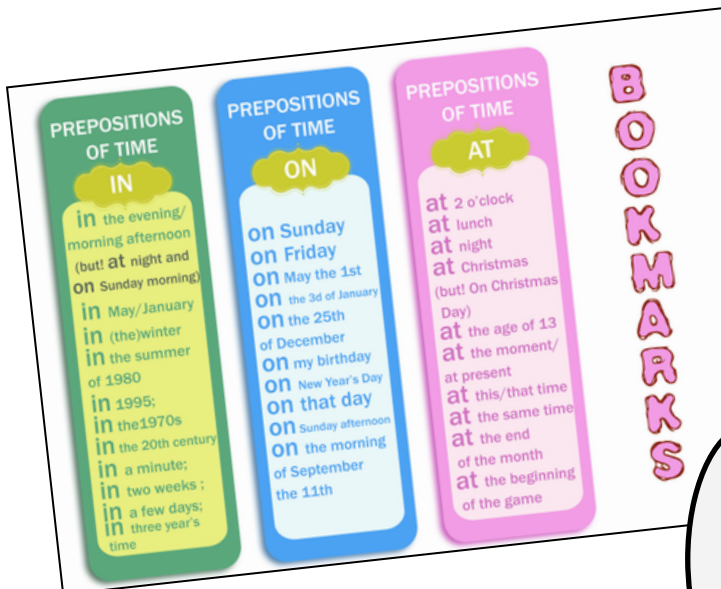 PREPOSITIONS
OF TIME
IN
in the evening/
morning afternoon
(but! at night and
on Sunday morning)
in May/January
in (the)winter
in the summer
of 1980
in 1995;
in the1970s
in the 20th century
in a minute;
in two weeks ;
in a few days;
in three year's
time
PREPOSITIONS
OF TIME
ON
on Sunday
on Friday
on May the 1st
on the 3d of January
on the 25th
of December
on my birthday
on New Year's Day
on that day
on Sunday afternoon
on the morning
of September
the 11th
PREPOSITIONS
OF TIME
AT
at 2 o'clock
at lunch
at night
at Christmas
(but! On Christmas
Day)
at the age of 13
at the moment/
at present
at this/that time
at the same time
at the end
of the month
at the beginning
of the game
BOOKMARKS